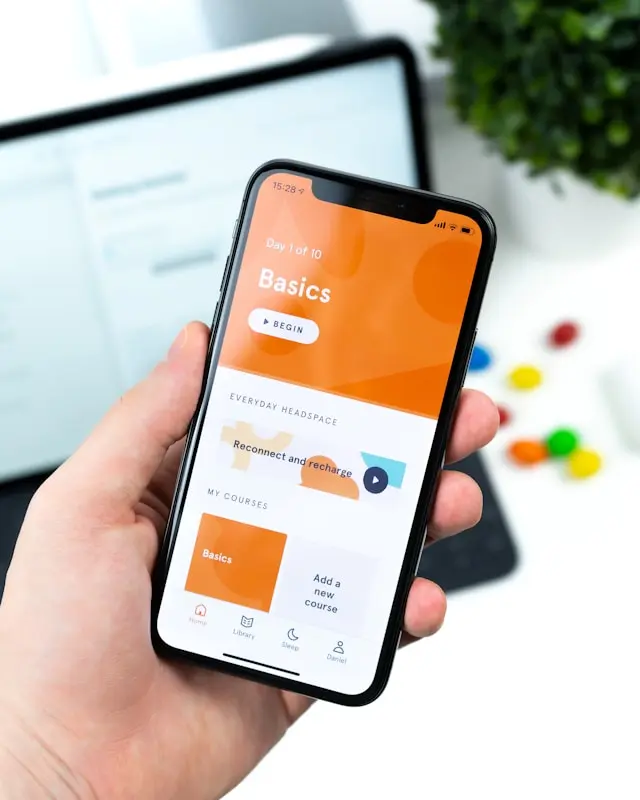 15:28
Day 1 of 10
Basics
BEGIN
EVERYDAY HEADSPACE
Reconnect and recharge
MY COURSES
Basics
Add a
new
course
Home
Library
Sleep
Daniel